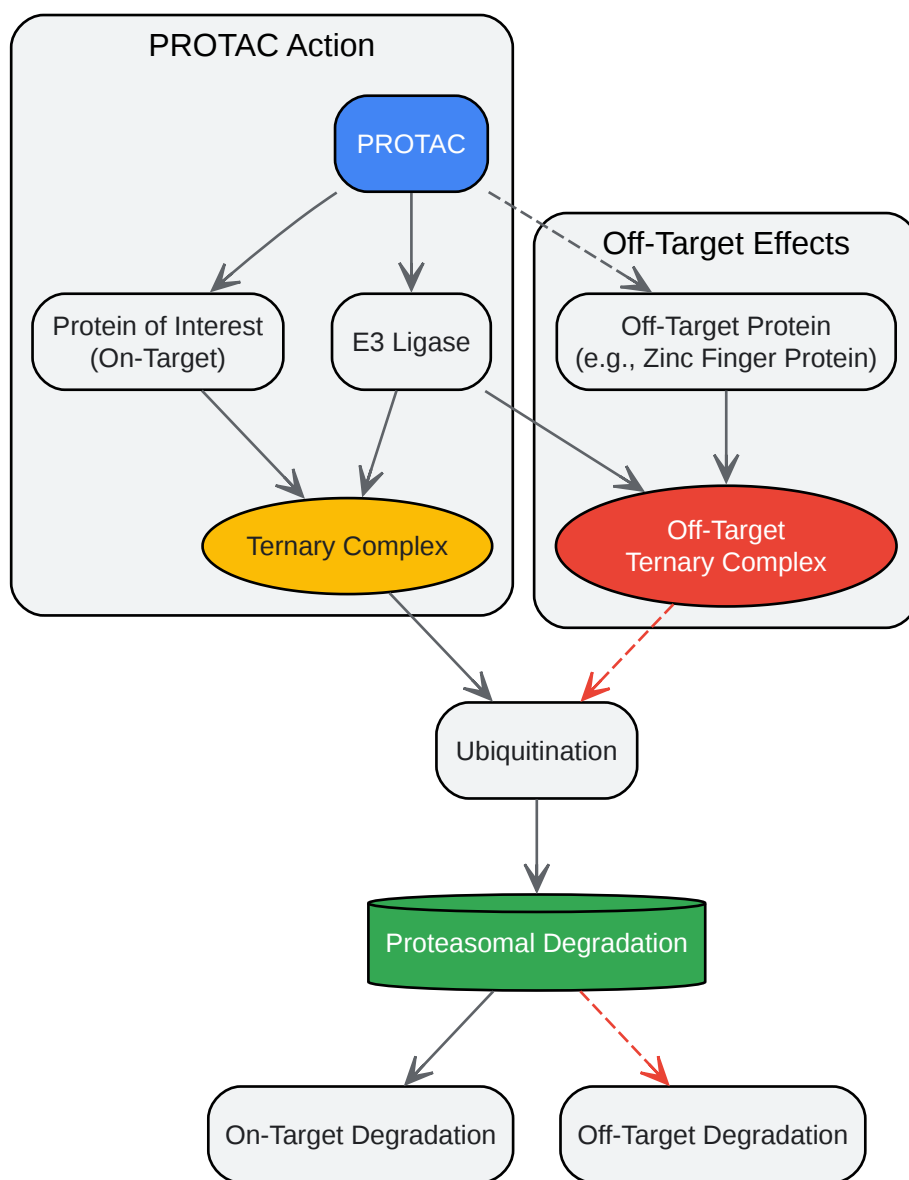 PROTAC Action
PROTAC
Off-Target Effects
Protein of Interest
(On-Target)
E3 Ligase
Off-Target Protein
(e.g., Zinc Finger Protein)
Ternary Complex
Off-Target
Ternary Complex
Ubiquitination
Proteasomal Degradation
On-Target Degradation
Off-Target Degradation